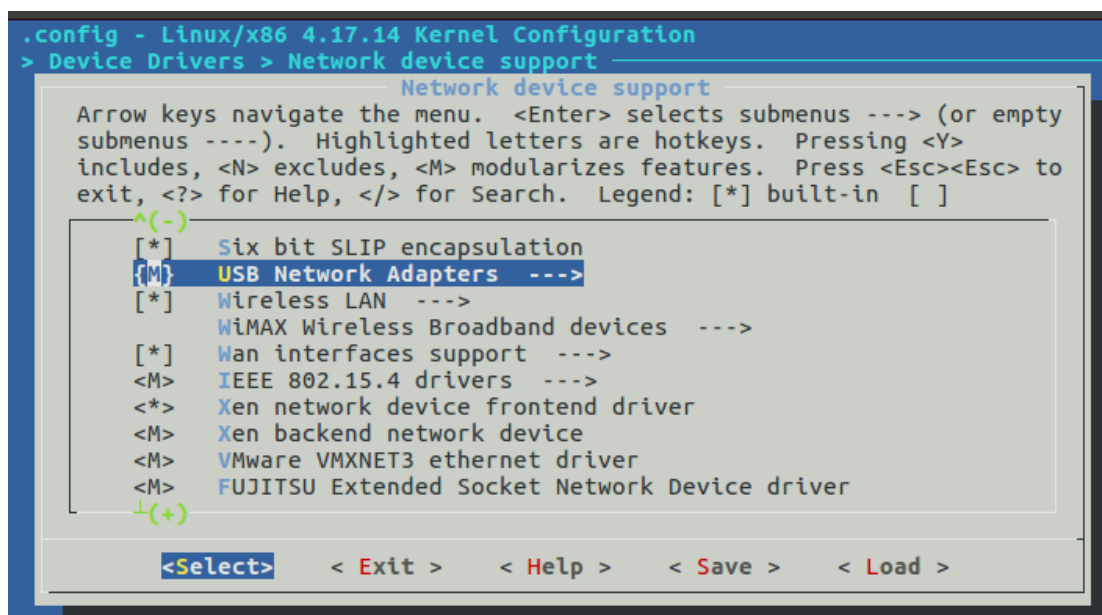 .config - Linux/x86 4.17.14 Kernel Configuration
> Device Drivers > Network device support
Network device support
Arrow keys navigate the menu.  <Enter> selects submenus ---> (or empty
submenus ----).  Highlighted letters are hotkeys.  Pressing <Y>
includes, <N> excludes, <M> modularizes features.  Press <Esc><Esc> to
exit, <?> for Help, </> for Search.  Legend: [*] built-in  [ ]
^(-)
[*]   Six bit SLIP encapsulation
{M}   USB Network Adapters  --->
[*]   Wireless LAN  --->
WiMAX Wireless Broadband devices  --->
[*]   Wan interfaces support  --->
<M>   IEEE 802.15.4 drivers  --->
<*>   Xen network device frontend driver
<M>   Xen backend network device
<M>   VMware VMXNET3 ethernet driver
<M>   FUJITSU Extended Socket Network Device driver
┴(+)
<Select>    < Exit >    < Help >    < Save >    < Load >